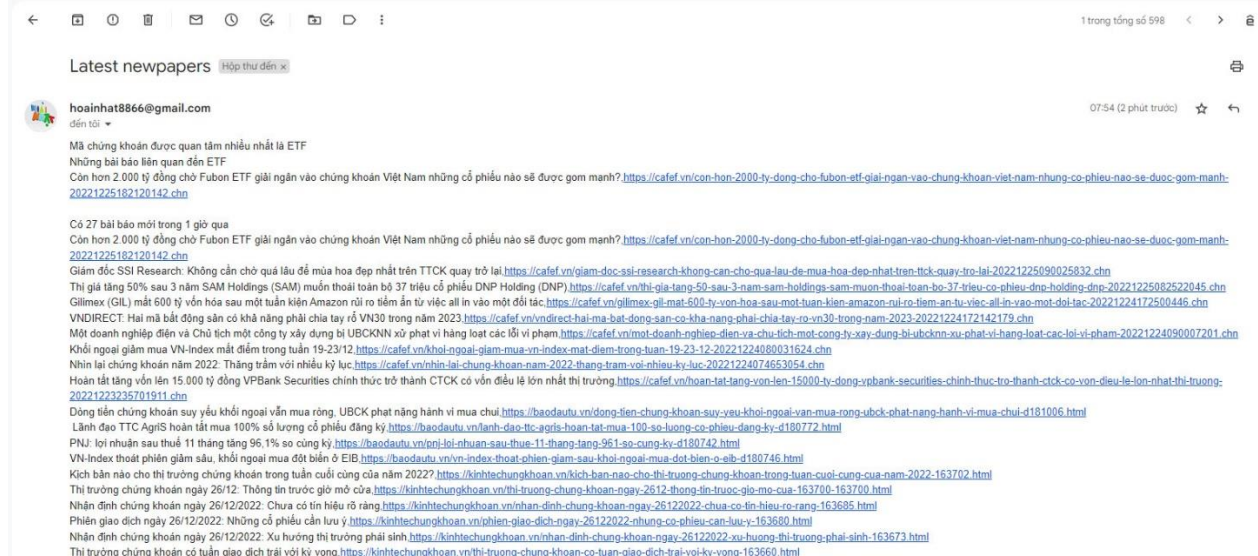 1 trong tổng số 598
Latest newpapers Hộp thư đến x
hoainhat8866@gmail.com 07:54 (2 phút trước)
đến tôi
Mã chứng khoán được quan tâm nhiều nhất là ETF
Những bài báo liên quan đến ETF
Còn hơn 2.000 tỷ đồng chờ Fubon ETF giải ngân vào chứng khoán Việt Nam những cổ phiếu nào sẽ được gom mạnh?,https://cafef.vn/con-hon-2000-ty-dong-cho-fubon-etf-giai-ngan-vao-chung-khoan-viet-nam-nhung-co-phieu-nao-se-duoc-gom-manh-
20221225182120142.chn
Có 27 bài báo mới trong 1 giờ qua
Còn hơn 2.000 tỷ đồng chờ Fubon ETF giải ngân vào chứng khoán Việt Nam những cổ phiếu nào sẽ được gom mạnh?,https://cafef.vn/con-hon-2000-ty-dong-cho-fubon-etf-giai-ngan-vao-chung-khoan-viet-nam-nhung-co-phieu-nao-se-duoc-gom-manh-
20221225182120142.chn
Giám đốc SSI Research: Không cần chờ quá lâu để mùa hoa đẹp nhất trên TTCK quay trở lại,https://cafef.vn/giam-doc-ssi-research-khong-can-cho-qua-lau-de-mua-hoa-dep-nhat-tren-ttck-quay-tro-lai-20221225090025832.chn
Thị giá tăng 50% sau 3 năm SAM Holdings (SAM) muốn thoái toàn bộ 37 triệu cổ phiếu DNP Holding (DNP),https://cafef.vn/thi-gia-tang-50-sau-3-nam-sam-holdings-sam-muon-thoai-toan-bo-37-trieu-co-phieu-dnp-holding-dnp-20221225082522045.chn
Gilimex (GIL) mất 600 tỷ vốn hóa sau một tuần kiện Amazon rủi ro tiềm ẩn từ việc all in vào một đối tác,https://cafef.vn/gilimex-gil-mat-600-ty-von-hoa-sau-mot-tuan-kien-amazon-rui-ro-tiem-an-tu-viec-all-in-vao-mot-doi-tac-20221224172500446.chn
VNDIRECT: Hai mã bất động sản có khả năng phải chia tay rổ VN30 trong năm 2023,https://cafef.vn/vndirect-hai-ma-bat-dong-san-co-kha-nang-phai-chia-tay-ro-vn30-trong-nam-2023-20221224172142179.chn
Một doanh nghiệp điện và Chủ tịch một công ty xây dựng bị UBCKNN xử phạt vì hàng loạt các lỗi vi phạm,https://cafef.vn/mot-doanh-nghiep-dien-va-chu-tich-mot-cong-ty-xay-dung-bi-ubcknn-xu-phat-vi-hang-loat-cac-loi-vi-pham-20221224090007201.chn
Khối ngoại giảm mua VN-Index mất điểm trong tuần 19-23/12,https://cafef.vn/khoi-ngoai-giam-mua-vn-index-mat-diem-trong-tuan-19-23-12-20221224080031624.chn
Nhìn lại chứng khoán năm 2022: Thăng trầm với nhiều kỷ lục,https://cafef.vn/nhin-lai-chung-khoan-nam-2022-thang-tram-voi-nhieu-ky-luc-20221224074653054.chn
Hoàn tất tăng vốn lên 15.000 tỷ đồng VPBank Securities chính thức trở thành CTCK có vốn điều lệ lớn nhất thị trường,https://cafef.vn/hoan-tat-tang-von-len-15000-ty-dong-vpbank-securities-chinh-thuc-tro-thanh-ctck-co-von-dieu-le-lon-nhat-thi-truong-
20221223235701911.chn
Dòng tiền chứng khoán suy yếu khối ngoại vẫn mua ròng, UBCK phạt nặng hành vi mua chui,https://baodautu.vn/dong-tien-chung-khoan-suy-yeu-khoi-ngoai-van-mua-rong-ubck-phat-nang-hanh-vi-mua-chui-d181006.html
Lãnh đạo TTC AgriS hoàn tất mua 100% số lượng cổ phiếu đăng ký,https://baodautu.vn/lanh-dao-ttc-agris-hoan-tat-mua-100-so-luong-co-phieu-dang-ky-d180772.html
PNJ: lợi nhuận sau thuế 11 tháng tăng 96,1% so cùng kỳ,https://baodautu.vn/pnj-loi-nhuan-sau-thue-11-thang-tang-961-so-cung-ky-d180742.html
VN-Index thoát phiên giảm sâu, khối ngoại mua đột biến ở EIB,https://baodautu.vn/vn-index-thoat-phien-giam-sau-khoi-ngoai-mua-dot-bien-o-eib-d180746.html
Kịch bản nào cho thị trường chứng khoán trong tuần cuối cùng của năm 2022?,https://kinhtechungkhoan.vn/kich-ban-nao-cho-thi-truong-chung-khoan-trong-tuan-cuoi-cung-cua-nam-2022-163702.html
Thị trường chứng khoán ngày 26/12: Thông tin trước giờ mở cửa,https://kinhtechungkhoan.vn/thi-truong-chung-khoan-ngay-2612-thong-tin-truoc-gio-mo-cua-163700-163700.html
Nhận định chứng khoán ngày 26/12/2022: Chưa có tín hiệu rõ ràng,https://kinhtechungkhoan.vn/nhan-dinh-chung-khoan-ngay-26122022-chua-co-tin-hieu-ro-rang-163685.html
Phiên giao dịch ngày 26/12/2022: Những cổ phiếu cần lưu ý,https://kinhtechungkhoan.vn/phien-giao-dich-ngay-26122022-nhung-co-phieu-can-luu-y-163680.html
Nhận định chứng khoán ngày 26/12/2022: Xu hướng thị trường phái sinh,https://kinhtechungkhoan.vn/nhan-dinh-chung-khoan-ngay-26122022-xu-huong-thi-truong-phai-sinh-163673.html
Thị trường chứng khoán có tuần giao dịch trái với kỳ vọng,https://kinhtechungkhoan.vn/thi-truong-chung-khoan-co-tuan-giao-dich-trai-voi-ky-vong-163660.html